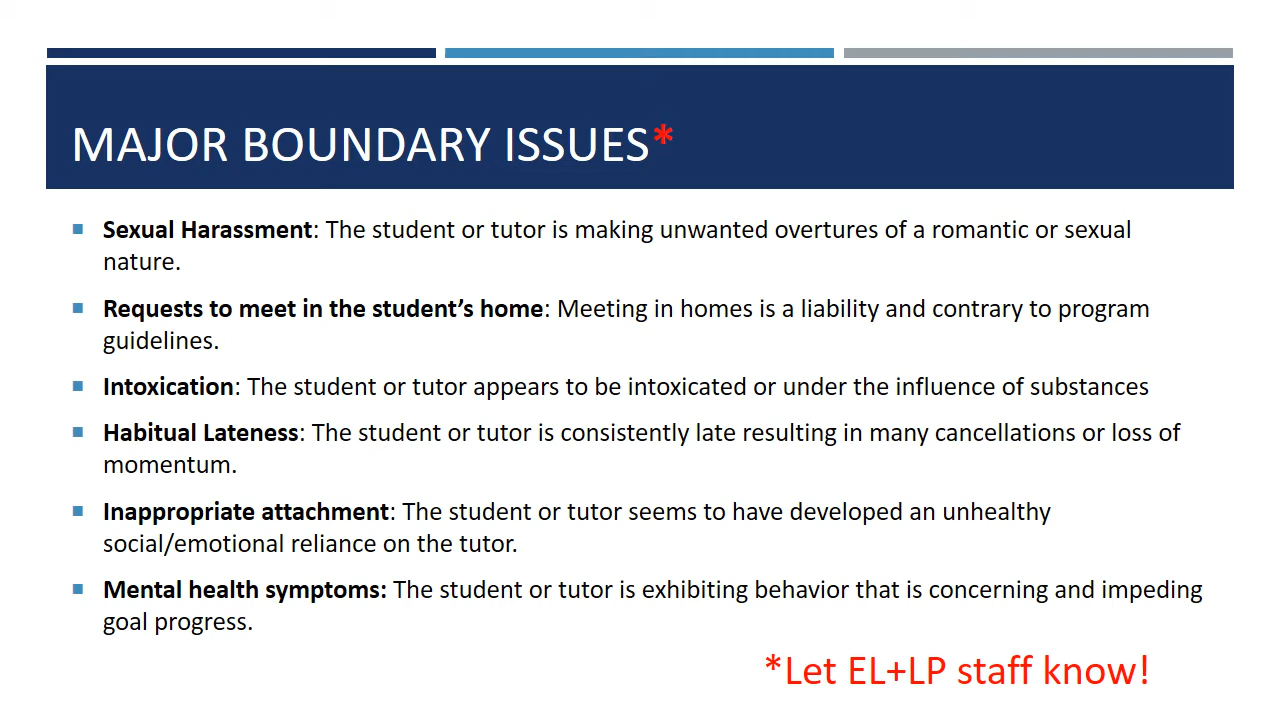 MAJOR BOUNDARY ISSUES*
▪ Sexual Harassment: The student or tutor is making unwanted overtures of a romantic or sexual
nature.
▪ Requests to meet in the student’s home: Meeting in homes is a liability and contrary to program
guidelines.
▪ Intoxication: The student or tutor appears to be intoxicated or under the influence of substances
▪ Habitual Lateness: The student or tutor is consistently late resulting in many cancellations or loss of
momentum.
▪ Inappropriate attachment: The student or tutor seems to have developed an unhealthy
social/emotional reliance on the tutor.
▪ Mental health symptoms: The student or tutor is exhibiting behavior that is concerning and impeding
goal progress.
*Let EL+LP staff know!